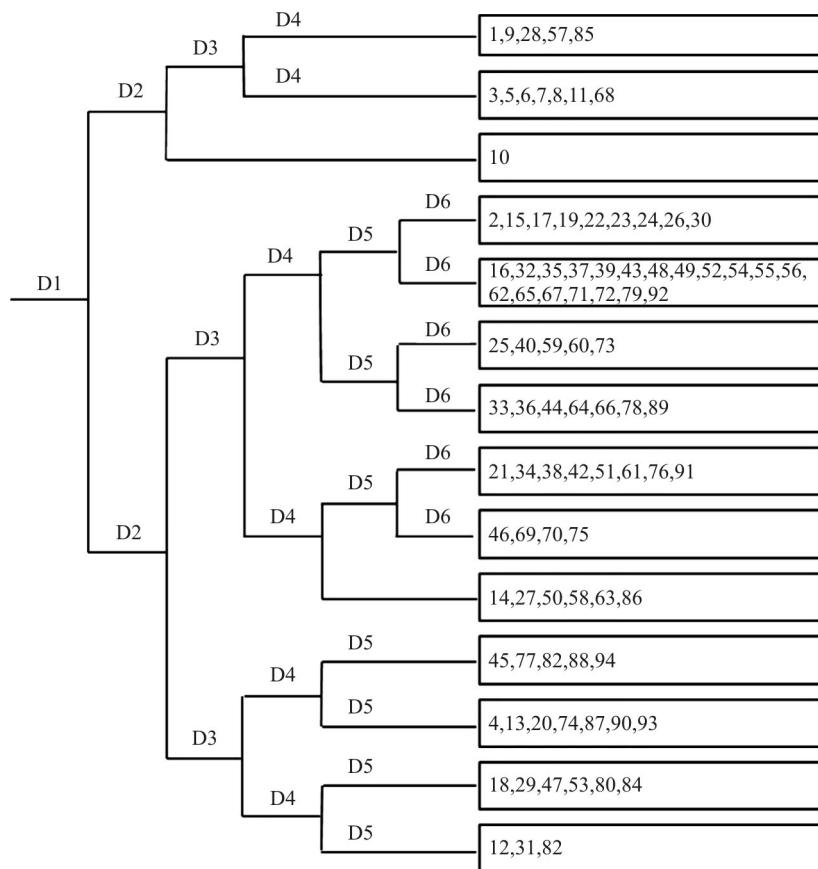 D4
1,9,28,57,85
D3
D4
3,5,6,7,8,11,68
D2
10
D6
2,15,17,19,22,23,24,26,30
D5
D4
D6
16,32,35,37,39,43,48,49,52,54,55,56,
62,65,67,71,72,79,92
D1
D3
D6
25,40,59,60,73
D5
D6
33,36,44,64,66,78,89
D6
21,34,38,42,51,61,76,91
D5
D4
D6
46,69,70,75
D2
14,27,50,58,63,86
D5
45,77,82,88,94
D4
D5
4,13,20,74,87,90,93
D3
D5
18,29,47,53,80,84
D4
D5
12,31,82